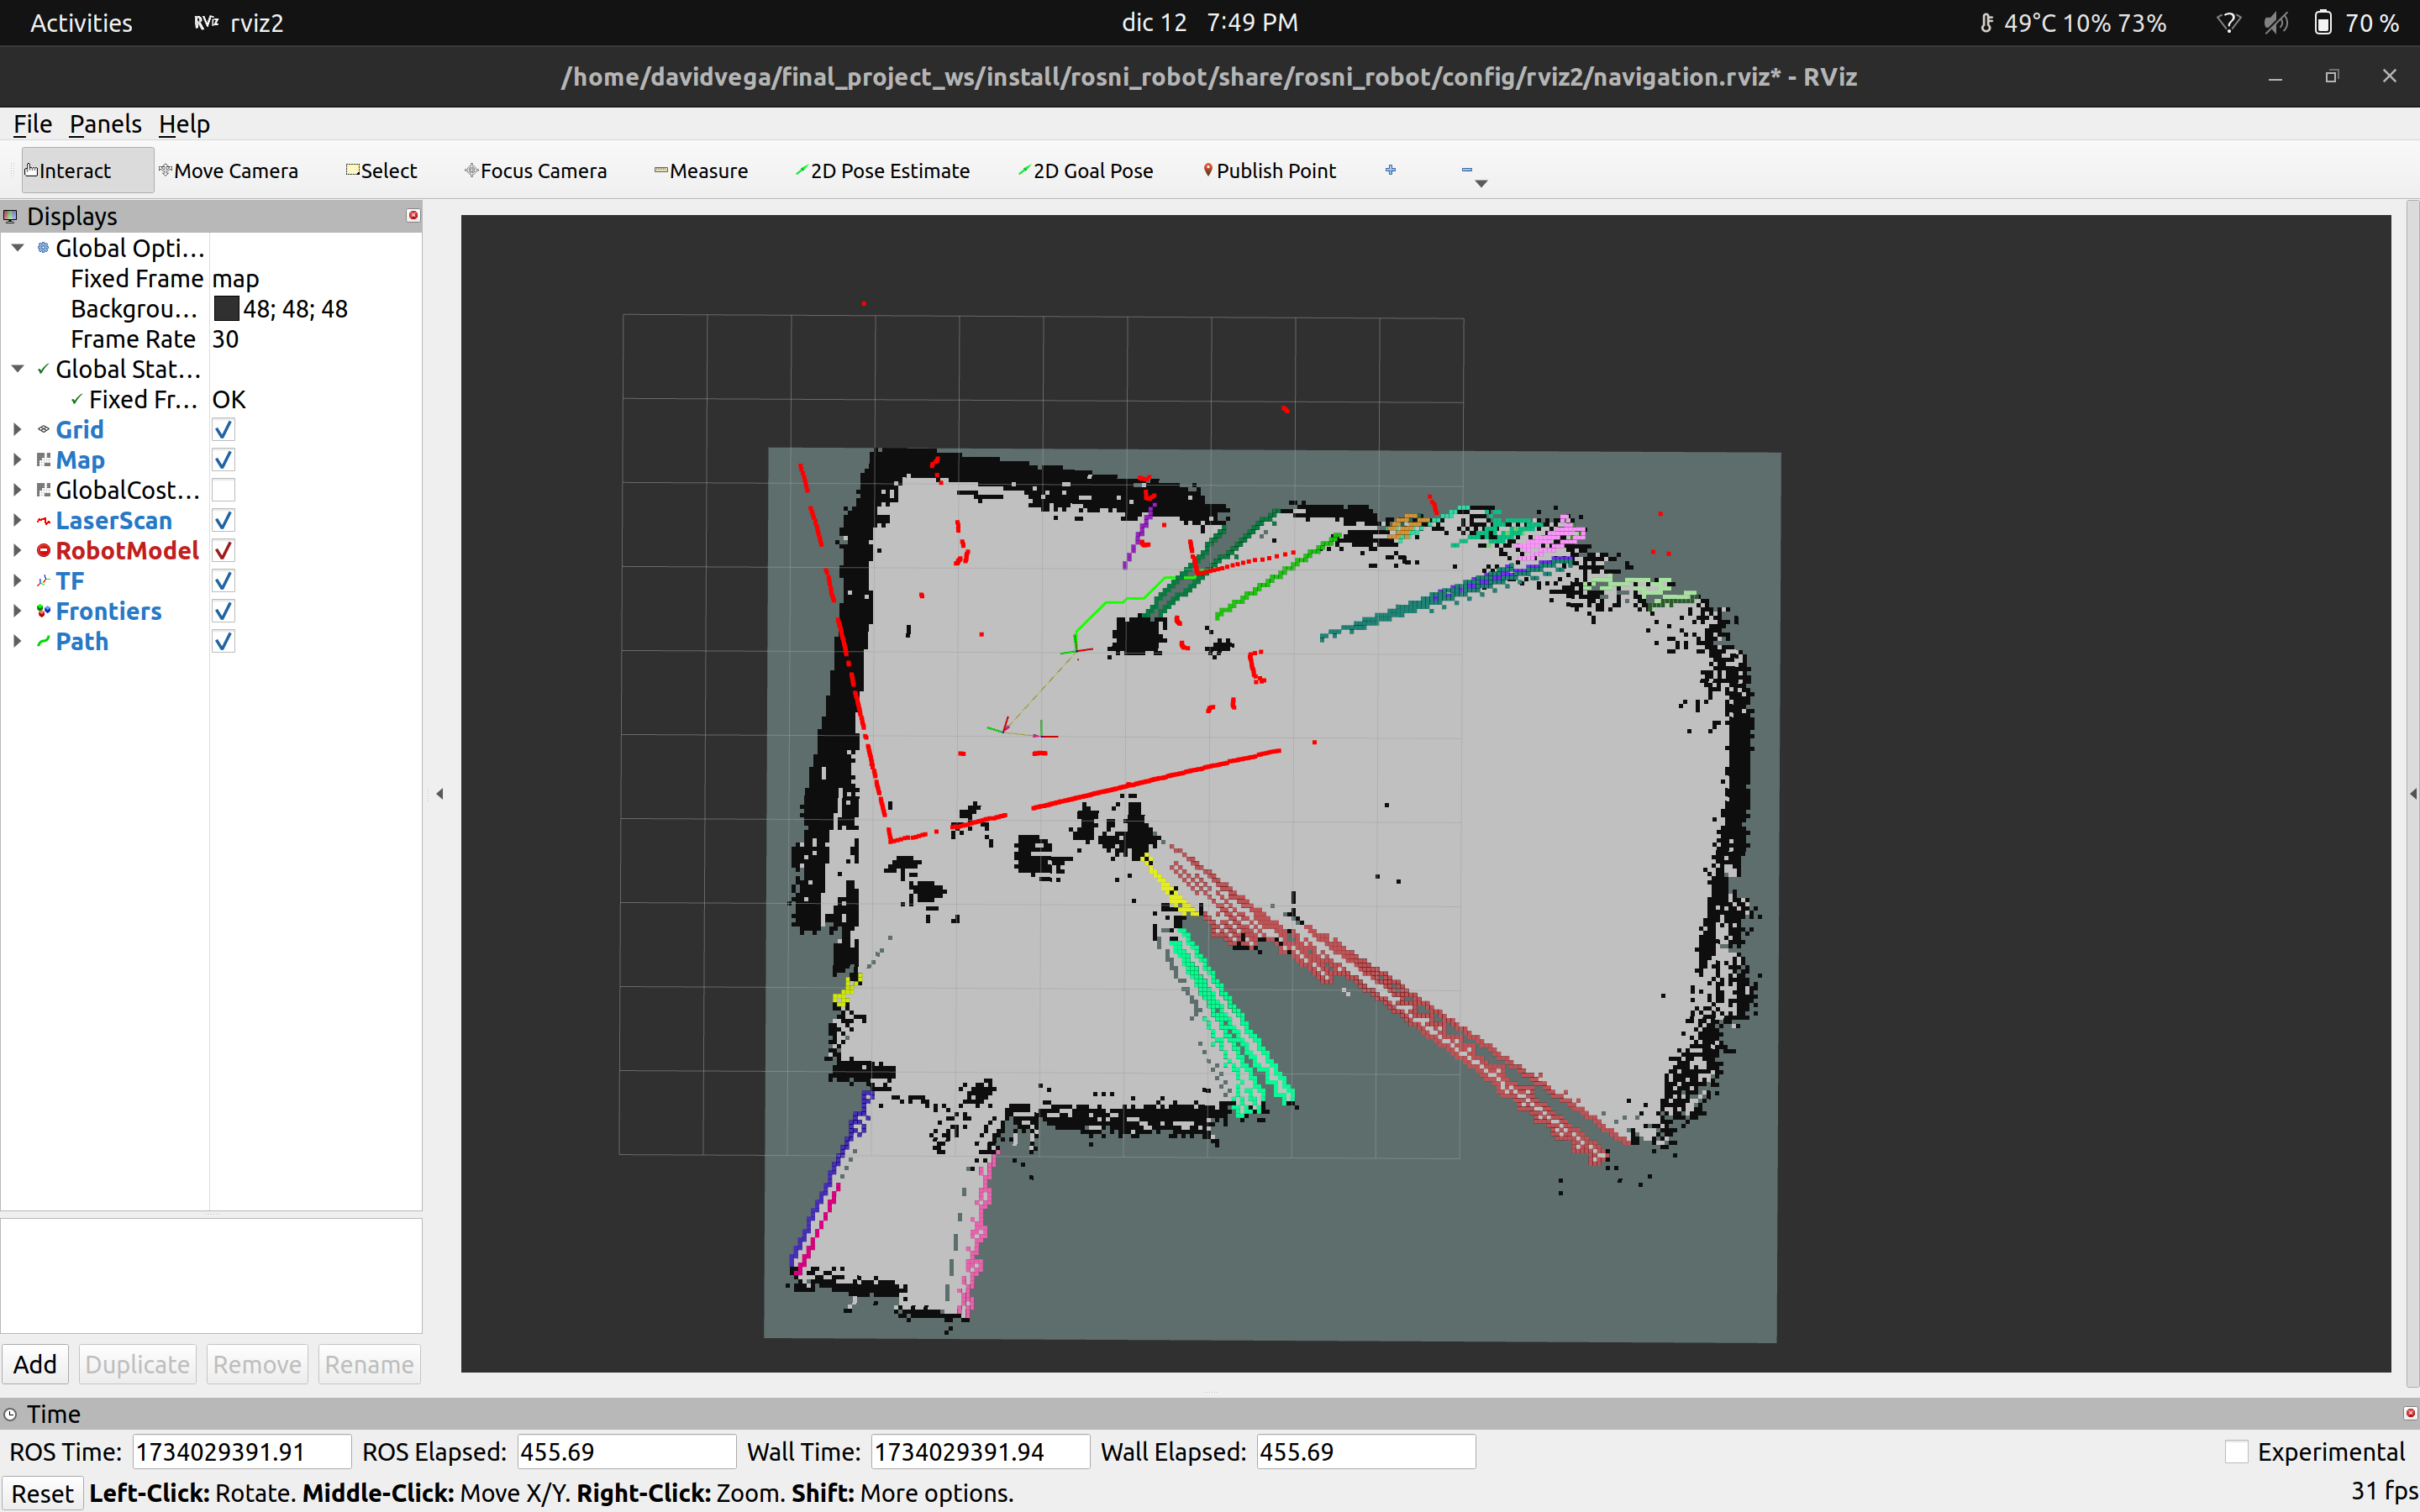 Activities RViz rviz2 dic 12 7:49 PM 49°C 10% 73% ? 70 %
/home/davidvega/final_project_ws/install/rosni_robot/share/rosni_robot/config/rviz2/navigation.rviz* - RViz
File Panels Help
Interact Move Camera Select Focus Camera Measure 2D Pose Estimate 2D Goal Pose Publish Point
Displays
Global Opti...
Fixed Frame map
Backgrou... 48; 48; 48
Frame Rate 30
Global Stat...
Fixed Fr... OK
Grid
Map
GlobalCost...
LaserScan
RobotModel
TF
Frontiers
Path
Add Duplicate Remove Rename
Time
ROS Time: 1734029391.91 ROS Elapsed: 455.69 Wall Time: 1734029391.94 Wall Elapsed: 455.69 Experimental
Reset Left-Click: Rotate. Middle-Click: Move X/Y. Right-Click: Zoom. Shift: More options. 31 fps